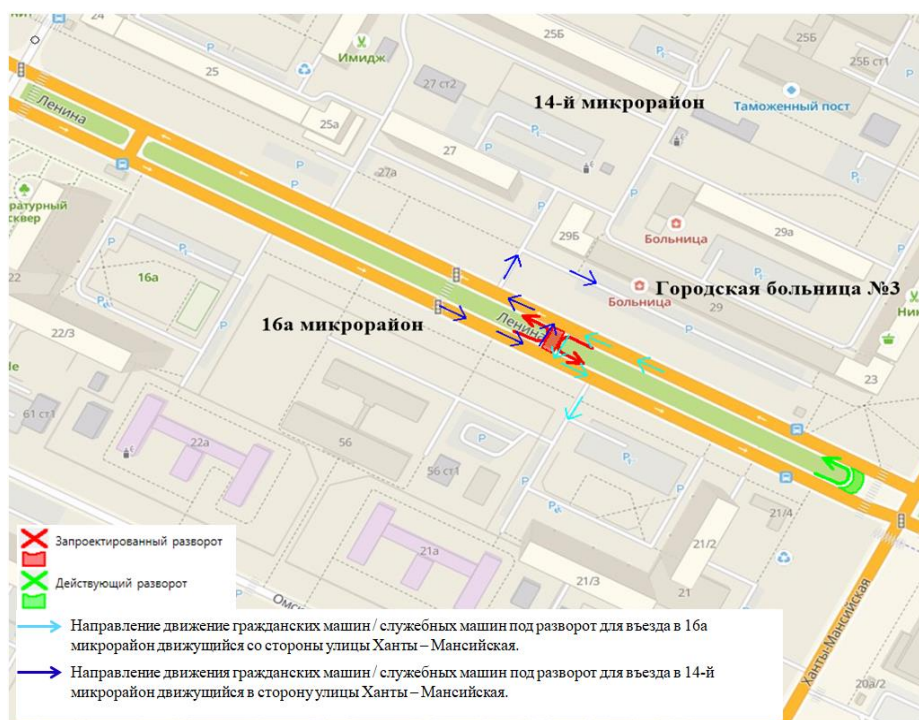 25Б
25Б
Имидж
25
27 ст2
25Б ст1
14-й микрорайон
Таможенный пост
Ленина
25а
27
27а
29Б
Больница
29а
Городская больница №3
Больница
29
16а
16а микрорайон
Ленина
22
22/3
23
61 ст1
22а
56
56 ст1
21а
21/4
21/2
21/3
21
Ханты-Мансийская
20а/2
Запроектированный разворот
Действующий разворот
Направление движение гражданских машин / служебных машин под разворот для въезда в 16а
микрорайон движущийся со стороны улицы Ханты – Мансийская.
Направление движения гражданских машин / служебных машин под разворот для въезда в 14-й
микрорайон движущийся в сторону улицы Ханты – Мансийская.